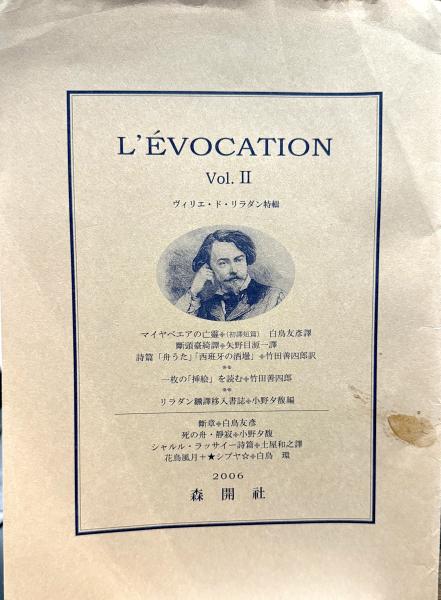 L'ÉVOCATION
Vol. II
ヴィリエ・ド・リラダン特輯
マイヤベエアの亡靈✦(初譯短篇) 白鳥友彦譯
斷頭臺綺譚✦矢野目源一譯
詩篇「舟うた」「西班牙の酒場」✦竹田善四郎訳
✦✦
一枚の「挿絵」を読む✦竹田善四郎
✦✦
リラダン飜譯移入書誌✦小野夕馥編
斷章✦白鳥友彦
死の舟・靜寂✦小野夕馥
シャルル・ラッサイー詩篇✦土屋和之譯
花鳥風月+★シブヤ☆✦白鳥 環
2006
森開社